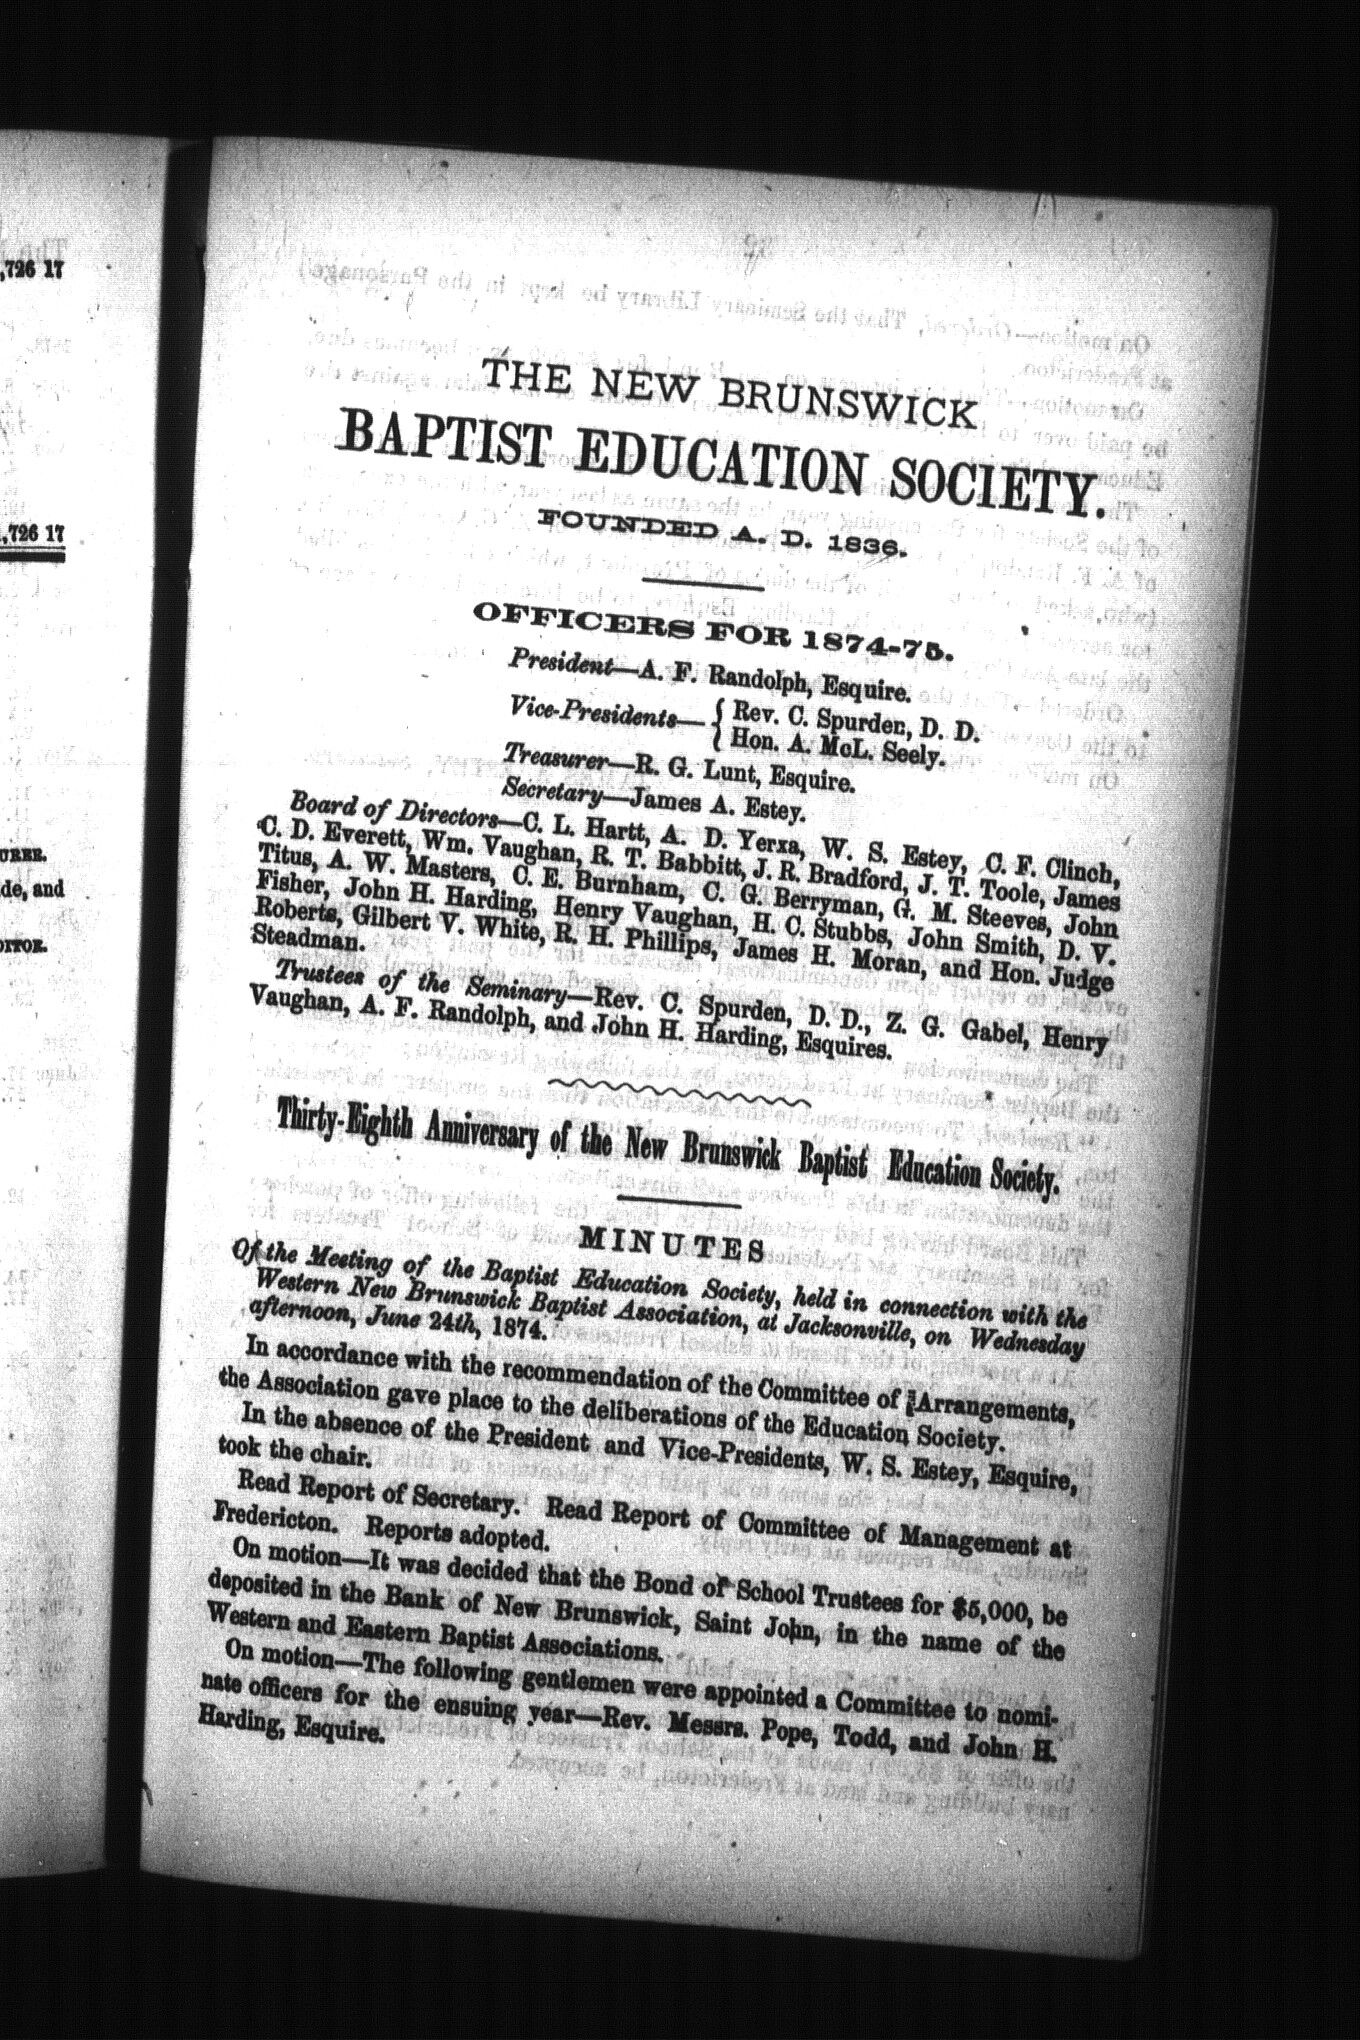 ,726 17
1,726 17
URER.
de, and
DITOR.
THE NEW BRUNSWICK
BAPTIST EDUCATION SOCIETY.
FOUNDED A. D. 1836.
OFFICERS FOR 1874-75.
President—A. F. Randolph, Esquire.
Vice-Presidents— { Rev. C. Spurden, D. D.
Hon. A. McL. Seely.
Treasurer—R. G. Lunt, Esquire.
Secretary—James A. Estey.
Board of Directors—C. L. Hartt, A. D. Yerxa, W. S. Estey, C. F. Clinch,
C. D. Everett, Wm. Vaughan, R. T. Babbitt, J. R. Bradford, J. T. Toole, James
Titus, A. W. Masters, C. E. Burnham, C. G. Berryman, G. M. Steeves, John
Fisher, John H. Harding, Henry Vaughan, H. C. Stubbs, John Smith, D. V.
Roberts, Gilbert V. White, R. H. Phillips, James H. Moran, and Hon. Judge
Steadman.
Trustees of the Seminary—Rev. C. Spurden, D. D., Z. G. Gabel, Henry
Vaughan, A. F. Randolph, and John H. Harding, Esquires.
Thirty-Eighth Anniversary of the New Brunswick Baptist Education Society.
MINUTES
Of the Meeting of the Baptist Education Society, held in connection with the
Western New Brunswick Baptist Association, at Jacksonville, on Wednesday
afternoon, June 24th, 1874.
In accordance with the recommendation of the Committee of Arrangements,
the Association gave place to the deliberations of the Education Society.
In the absence of the President and Vice-Presidents, W. S. Estey, Esquire,
took the chair.
Read Report of Secretary. Read Report of Committee of Management at
Fredericton. Reports adopted.
On motion—It was decided that the Bond of School Trustees for $5,000, be
deposited in the Bank of New Brunswick, Saint John, in the name of the
Western and Eastern Baptist Associations.
On motion—The following gentlemen were appointed a Committee to nomi-
nate officers for the ensuing year—Rev. Messrs. Pope, Todd, and John H.
Harding, Esquire.